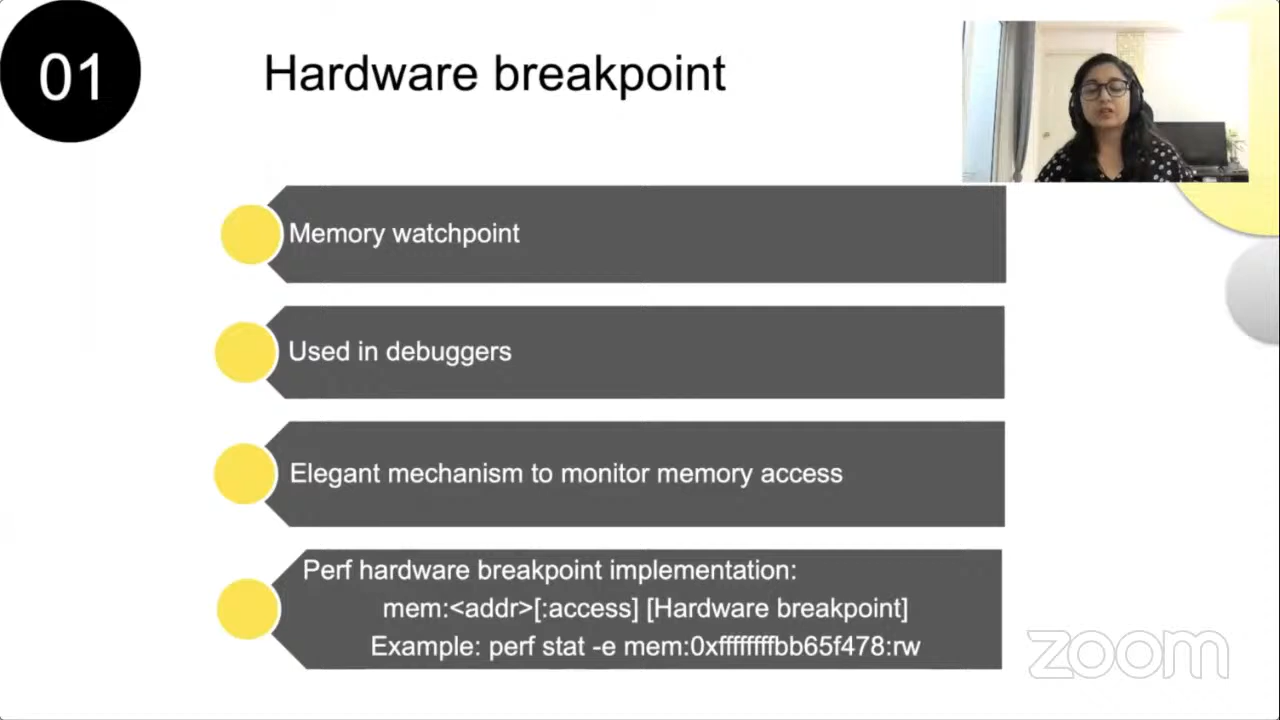 01
Hardware breakpoint
Memory watchpoint
Used in debuggers
Elegant mechanism to monitor memory access
Perf hardware breakpoint implementation:
mem:<addr>[:access] [Hardware breakpoint]
Example: perf stat -e mem:0xffffffffbb65f478:rw
zoom